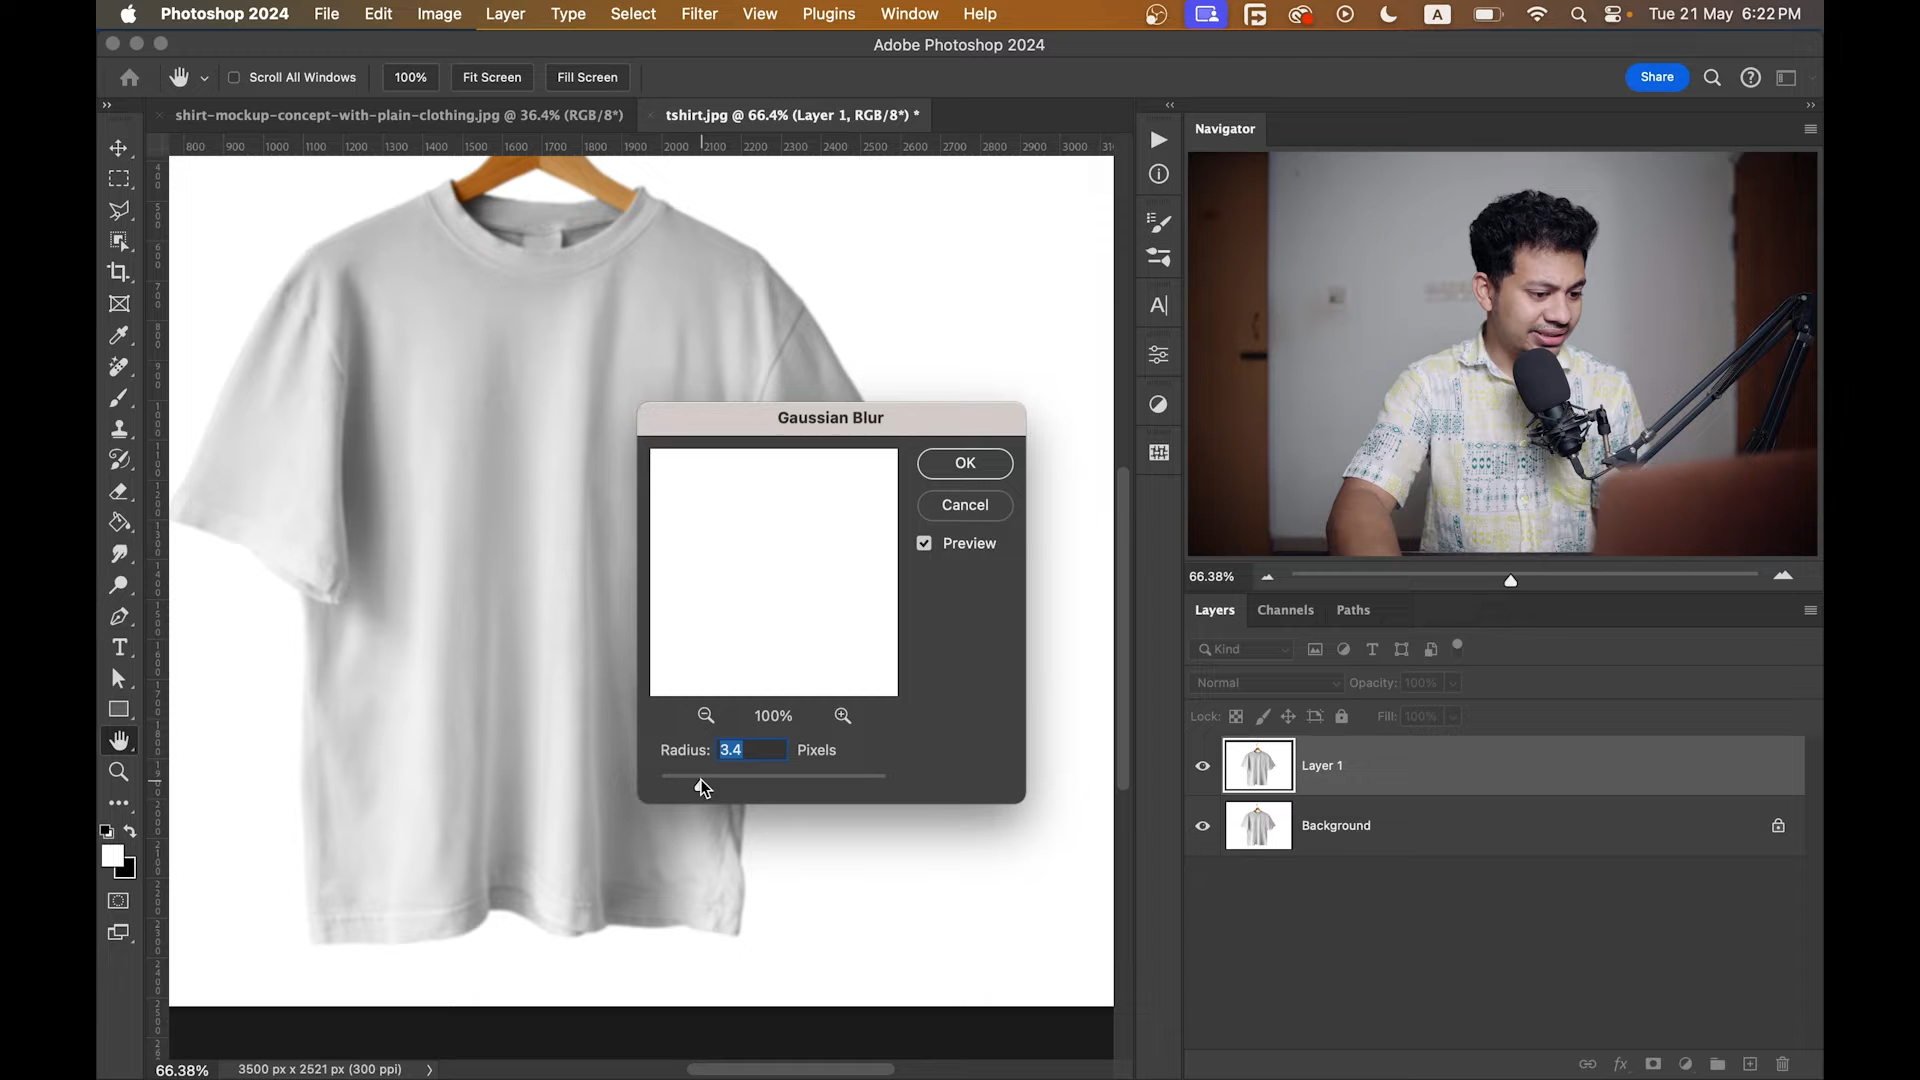 Photoshop 2024 File Edit Image Layer Type Select Filter View Plugins Window Help A Tue 21 May 6:22 PM
Adobe Photoshop 2024
Scroll All Windows 100% Fit Screen Fill Screen Share
shirt-mockup-concept-with-plain-clothing.jpg @ 36.4% (RGB/8*) tshirt.jpg @ 66.4% (Layer 1, RGB/8*) *
Navigator
800 900 1000 1100 1200 1300 1400 1500 1600 1700 1800 1900 2000 2100 2200 2300 2400 2500 2600 2700 2800 2900 3000
Gaussian Blur
OK
Cancel
Preview
100%
Radius: 3.4 Pixels
66.38%
Layers Channels Paths
Kind
Normal Opacity: 100%
Lock: Fill: 100%
Layer 1
Background
66.38% 3500 px x 2521 px (300 ppi)